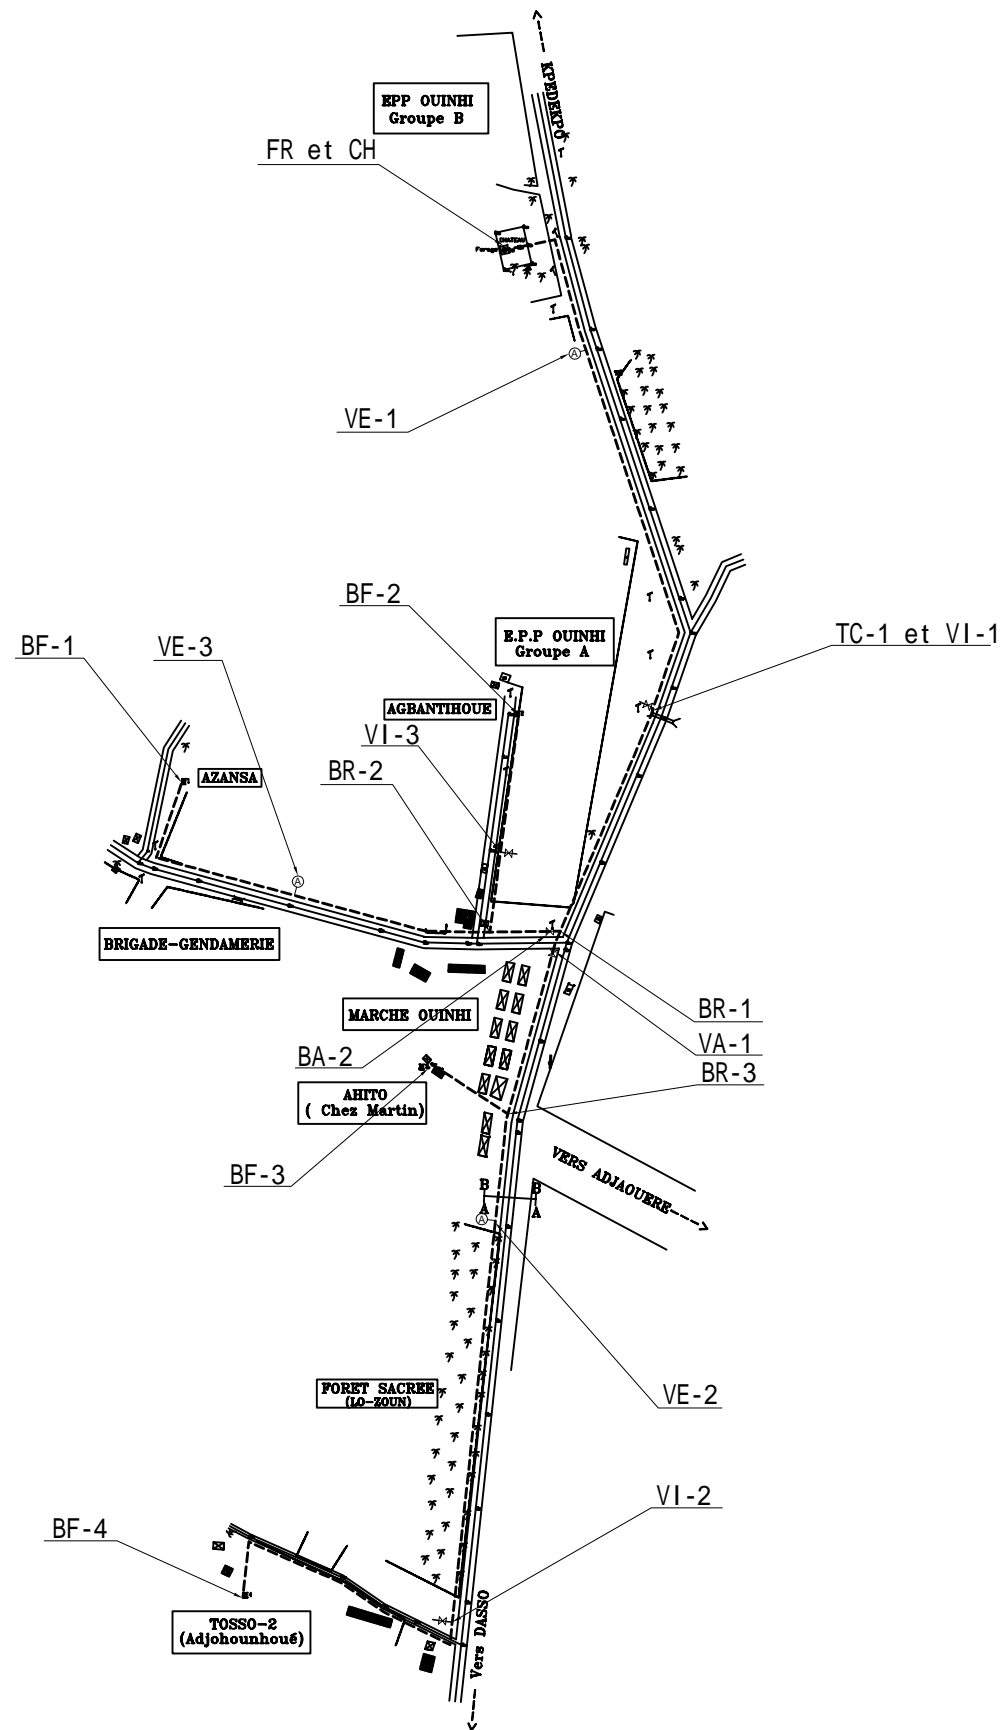 KPEDEKPO
EPP OUINHI
Groupe B
FR et CH
CHATEAU
A
VE-1
BF-2
E.P.P OUINHI
Groupe A
TC-1 et VI-1
BF-1
VE-3
AGBANTIHOUE
VI-3
BR-2
AZANSA
A
BRIGADE-GENDAMERIE
MARCHE OUINHI
BR-1
VA-1
BA-2
BR-3
AHITO
( Chez Martin)
BF-3
VERS ADJAOUERE
B
B
A
A
A
FORET SACREE
(LO-ZOUN)
VE-2
VI-2
BF-4
TOSSO-2
(Adjohounhoué)
Vers DASSO